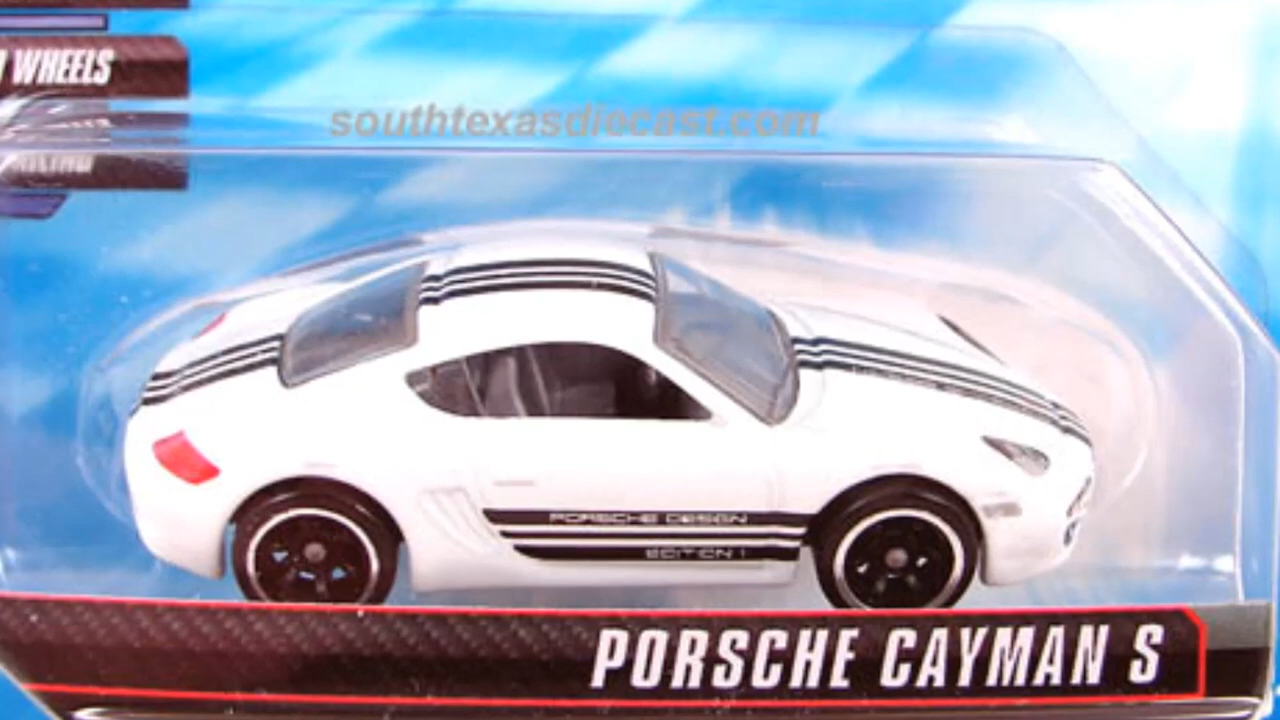 WHEELS
southtexasdiecast.com
PORSCHE DESIGN
EDITION 1
PORSCHE CAYMAN S